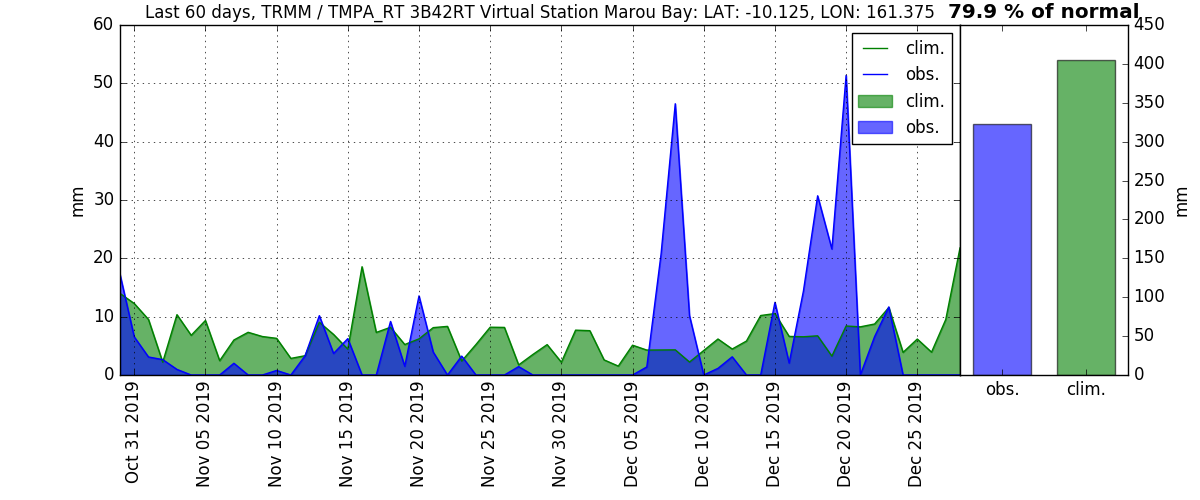 Last 60 days, TRMM / TMPA_RT 3B42RT Virtual Station Marou Bay: LAT: -10.125, LON: 161.375 79.9 % of normal
60
50
40
30
20
10
0
mm
clim.
obs.
clim.
obs.
450
400
350
300
250
200
150
100
50
0
mm
Oct 31 2019
Nov 05 2019
Nov 10 2019
Nov 15 2019
Nov 20 2019
Nov 25 2019
Nov 30 2019
Dec 05 2019
Dec 10 2019
Dec 15 2019
Dec 20 2019
Dec 25 2019
obs.
clim.